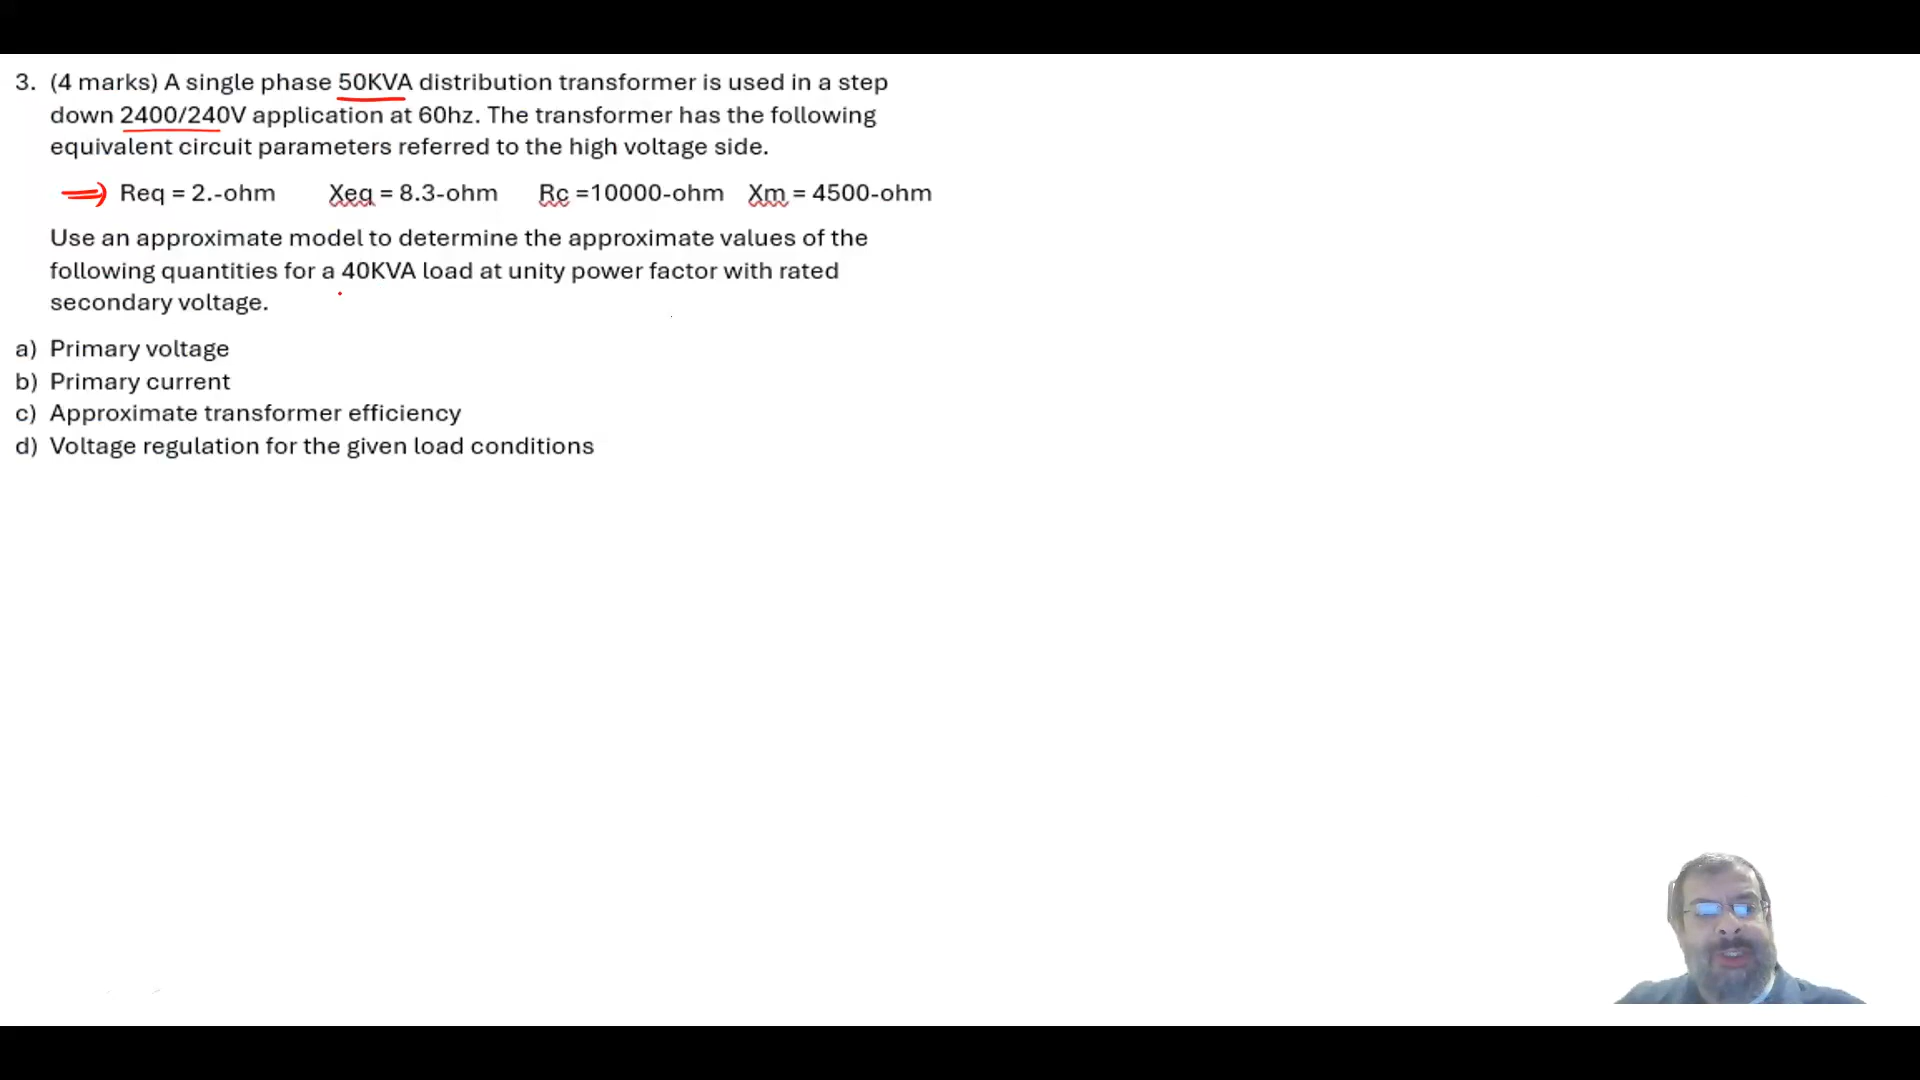 3. (4 marks) A single phase 50KVA distribution transformer is used in a step
down 2400/240V application at 60hz. The transformer has the following
equivalent circuit parameters referred to the high voltage side.
Req = 2.-ohm Xeq = 8.3-ohm Rc =10000-ohm Xm = 4500-ohm
Use an approximate model to determine the approximate values of the
following quantities for a 40KVA load at unity power factor with rated
secondary voltage.
a) Primary voltage
b) Primary current
c) Approximate transformer efficiency
d) Voltage regulation for the given load conditions